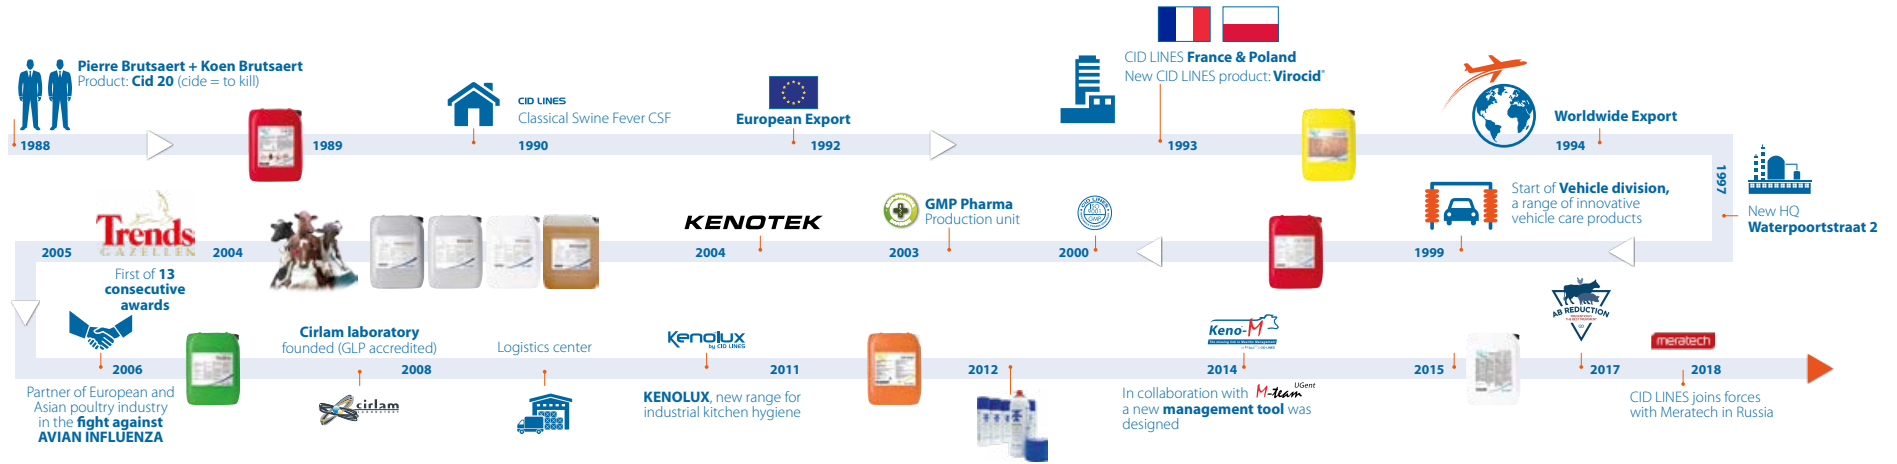 Pierre Brutsaert + Koen Brutsaert
Product: Cid 20 (cide = to kill)
1988
1989
CID LINES
Classical Swine Fever CSF
1990
European Export
1992
CID LINES France & Poland
New CID LINES product: Virocid®
1993
Worldwide Export
1994
1997
New HQ
Waterpoortstraat 2
Start of Vehicle division,
a range of innovative
vehicle care products
1999
CID LINES
ISO
9001
GMP
2000
GMP Pharma
Production unit
2003
KENOTEK
2004
2004
Trends
GAZELLEN
First of 13
consecutive
awards
2005
2006
Partner of European and
Asian poultry industry
in the fight against
AVIAN INFLUENZA
Cirlam laboratory
founded (GLP accredited)
cirlam
2008
Logistics center
Kenolux
by CID LINES
KENOLUX, new range for
industrial kitchen hygiene
2011
2012
Keno-M
2014
In collaboration with M-team UGent
a new management tool was
designed
2015
AB REDUCTION
2017
meratech
2018
CID LINES joins forces
with Meratech in Russia